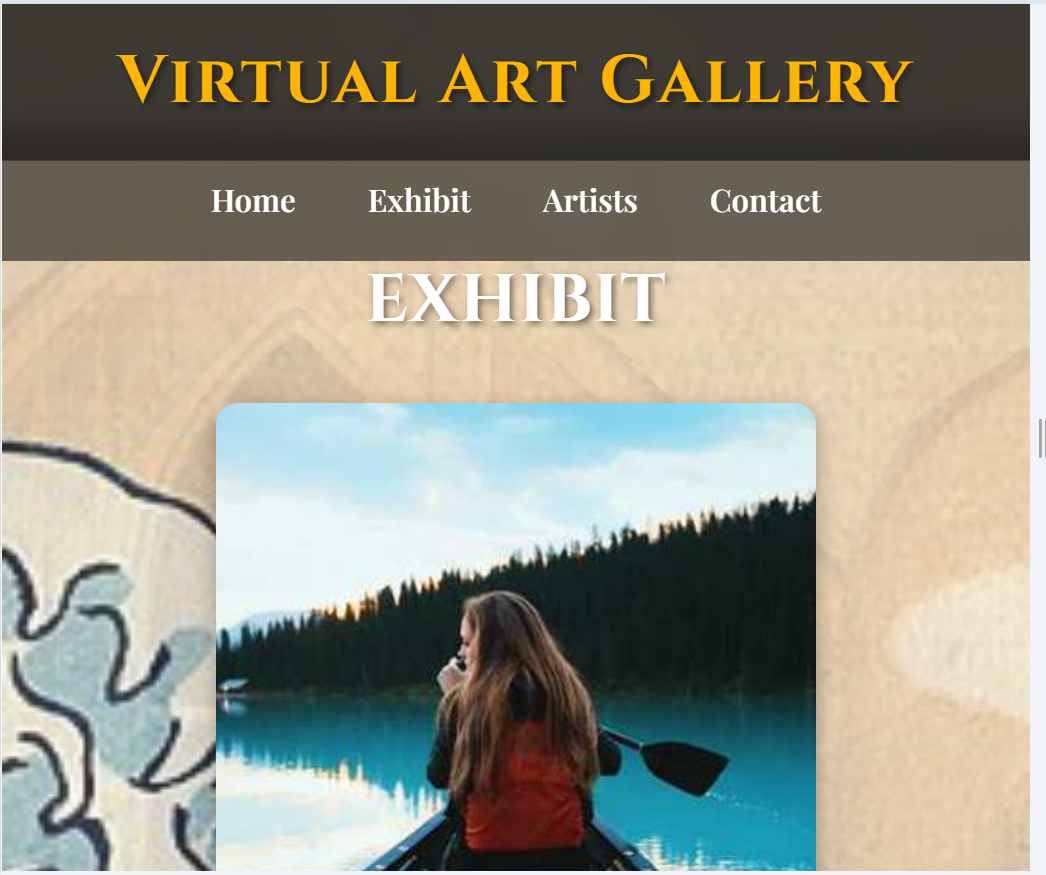 Virtual Art Gallery
Home Exhibit Artists Contact
EXHIBIT